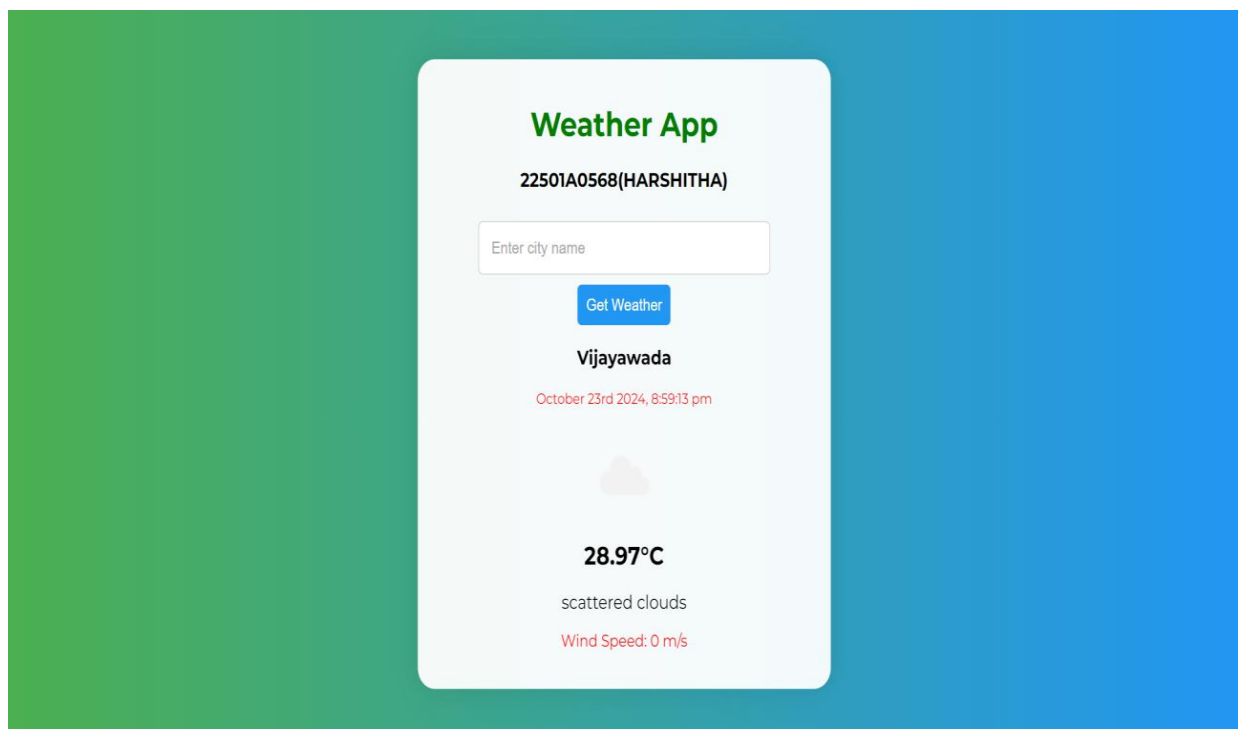 Weather App
22501A0568(HARSHITHA)
Enter city name
Get Weather
Vijayawada
October 23rd 2024, 8:59:13 pm
28.97°C
scattered clouds
Wind Speed: 0 m/s